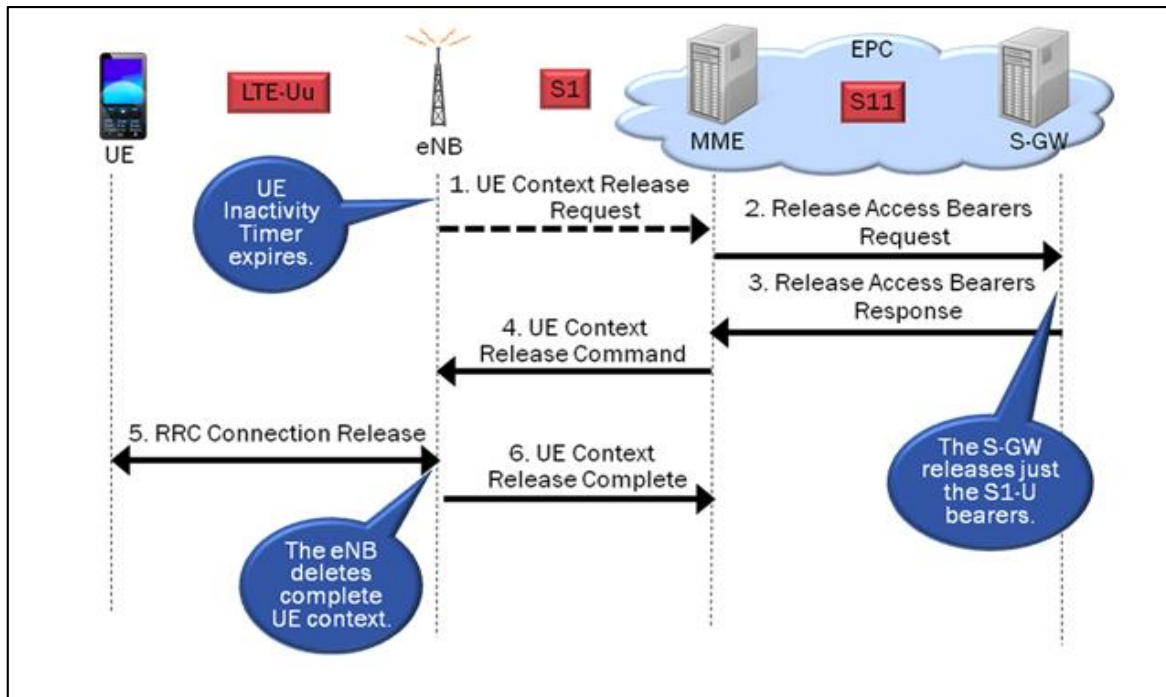 EPC
LTE-Uu
S1
S11
UE
eNB
MME
S-GW
UE
Inactivity
Timer
expires.
1. UE Context Release
Request
2. Release Access Bearers
Request
3. Release Access Bearers
Response
4. UE Context
Release Command
5. RRC Connection Release
6. UE Context
Release Complete
The S-GW
releases just
the S1-U
bearers.
The eNB
deletes
complete
UE context.